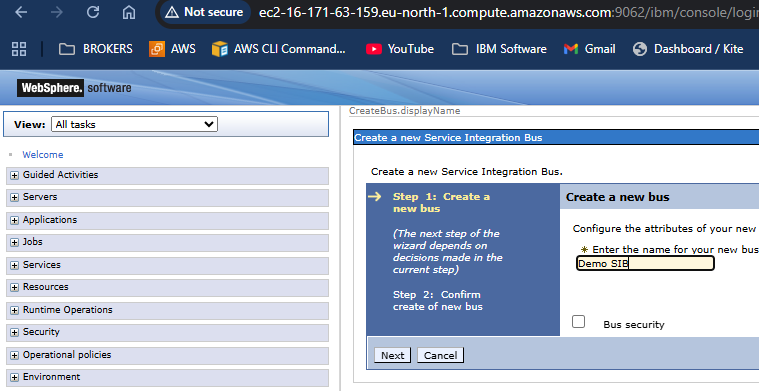 Not secure ec2-16-171-63-159.eu-north-1.compute.amazonaws.com:9062/ibm/console/login
BROKERS AWS AWS CLI Command... YouTube IBM Software Gmail Dashboard / Kite
WebSphere. software
View: All tasks
Welcome
Guided Activities
Servers
Applications
Jobs
Services
Resources
Runtime Operations
Security
Operational policies
Environment
CreateBus.displayName
Create a new Service Integration Bus
Create a new Service Integration Bus.
Step 1: Create a
new bus
(The next step of the
wizard depends on
decisions made in the
current step)
Step 2: Confirm
create of new bus
Create a new bus
Configure the attributes of your new
* Enter the name for your new bus
Demo SIB
Bus security
Next Cancel